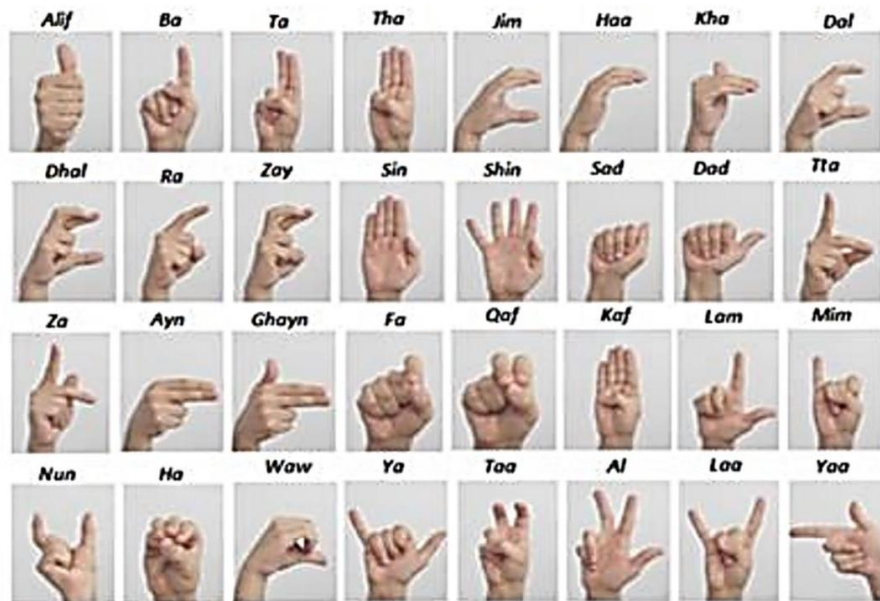 Alif Ba Ta Tha Jim Haa Kha Dal
Dhal Ra Zay Sin Shin Sad Dad Tta
Za Ayn Ghayn Fa Qaf Kaf Lam Mim
Nun Ha Waw Ya Taa Al Laa Yaa